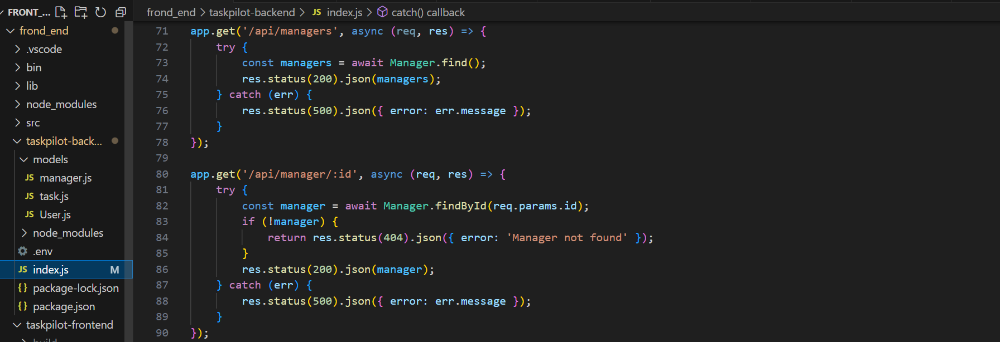 FRONT_...
frond_end
.vscode
bin
lib
node_modules
src
taskpilot-back...
models
JS manager.js
JS task.js
JS User.js
node_modules
.env
JS index.js M
{} package-lock.json
{} package.json
taskpilot-frontend
build
frond_end > taskpilot-backend > JS index.js > catch() callback
71 app.get('/api/managers', async (req, res) => {
72 try {
73 const managers = await Manager.find();
74 res.status(200).json(managers);
75 } catch (err) {
76 res.status(500).json({ error: err.message });
77 }
78 });
79
80 app.get('/api/manager/:id', async (req, res) => {
81 try {
82 const manager = await Manager.findById(req.params.id);
83 if (!manager) {
84 return res.status(404).json({ error: 'Manager not found' });
85 }
86 res.status(200).json(manager);
87 } catch (err) {
88 res.status(500).json({ error: err.message });
89 }
90 });